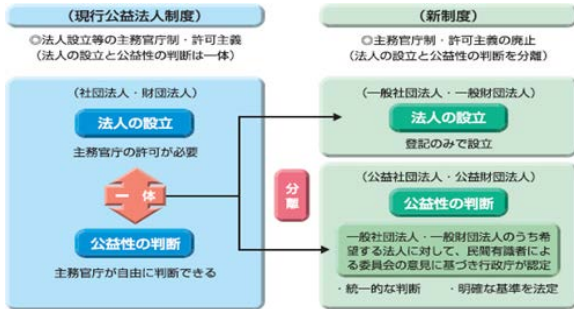 (現行公益法人制度)
◎法人設立等の主務官庁制・許可主義
(法人の設立と公益性の判断は一体)
(社団法人・財団法人)
法人の設立
主務官庁の許可が必要
一体
公益性の判断
主務官庁が自由に判断できる
分離
(新制度)
◎主務官庁制・許可主義の廃止
(法人の設立と公益性の判断を分離)
(一般社団法人・一般財団法人)
法人の設立
登記のみで設立
(公益社団法人・公益財団法人)
公益性の判断
一般社団法人・一般財団法人のうち希
望する法人に対して、民間有識者によ
る委員会の意見に基づき行政庁が認定
・統一的な判断 ・明確な基準を法定